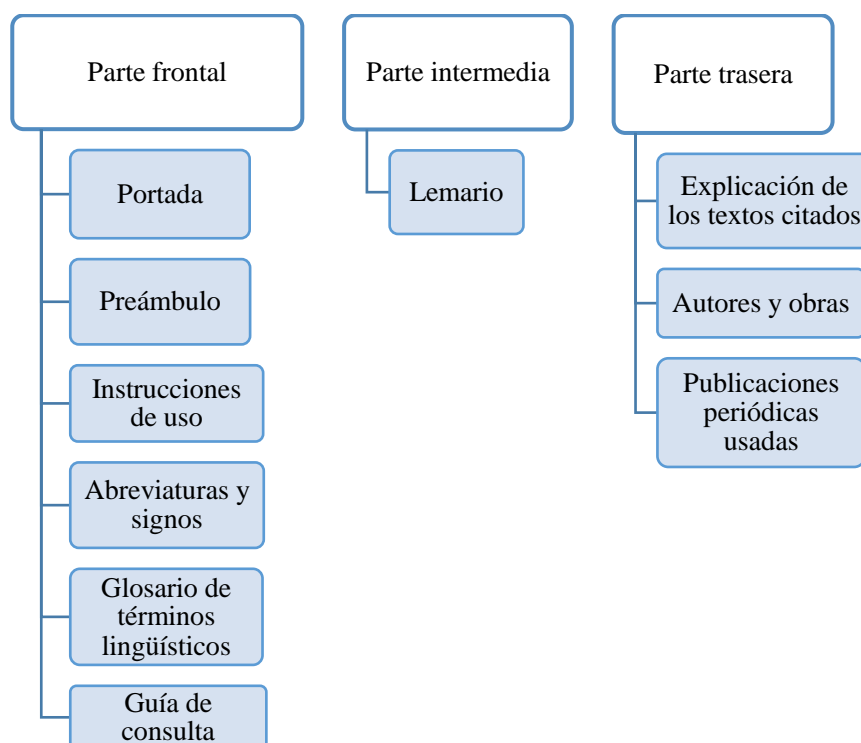 Parte frontal
Portada
Preámbulo
Instrucciones
de uso
Abreviaturas y
signos
Glosario de
términos
lingüísticos
Guía de
consulta
Parte intermedia
Lemario
Parte trasera
Explicación de
los textos citados
Autores y obras
Publicaciones
periódicas
usadas